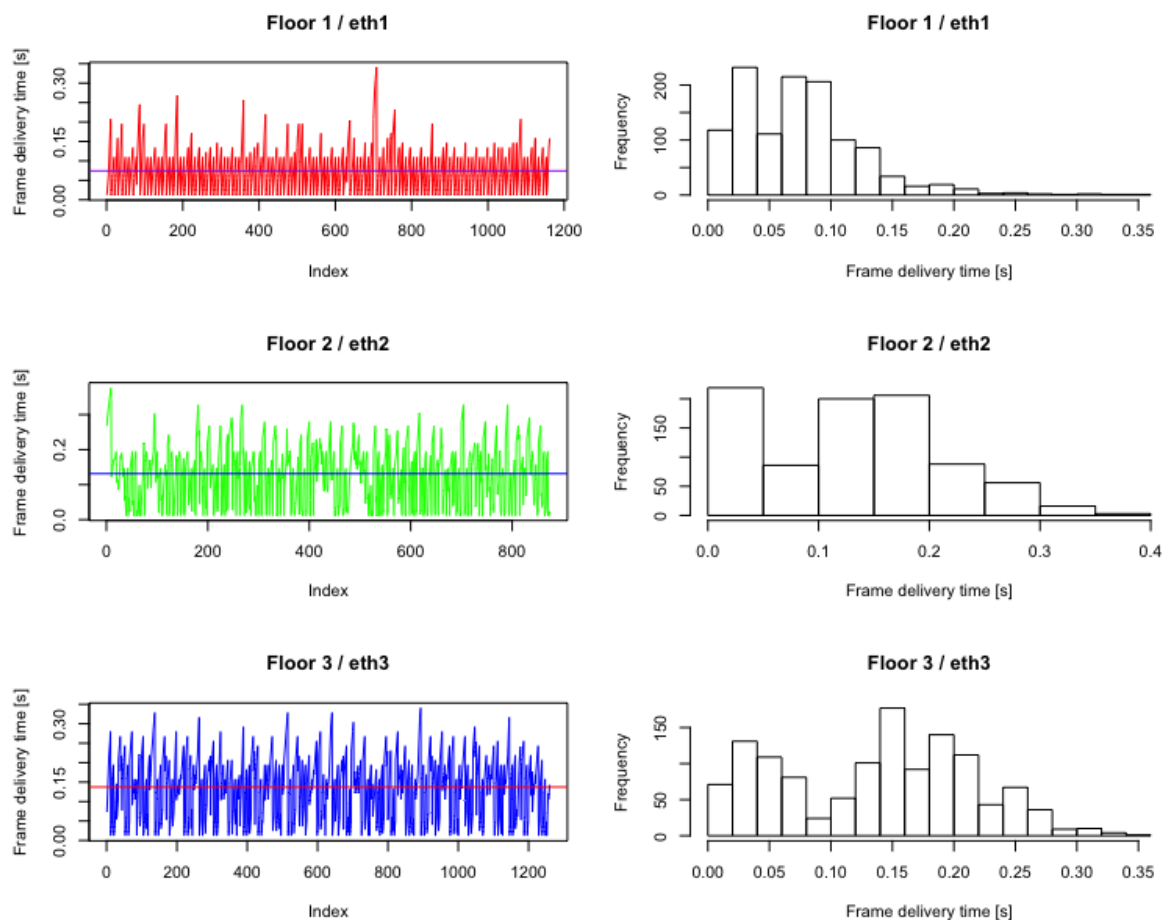 Floor 1 / eth1
Frame delivery time [s]
0.00 0.15 0.30
0 200 400 600 800 1000 1200
Index
Floor 1 / eth1
Frequency
0 100 200
0.00 0.05 0.10 0.15 0.20 0.25 0.30 0.35
Frame delivery time [s]
Floor 2 / eth2
Frame delivery time [s]
0.0 0.2
0 200 400 600 800
Index
Floor 2 / eth2
Frequency
0 50 150
0.0 0.1 0.2 0.3 0.4
Frame delivery time [s]
Floor 3 / eth3
Frame delivery time [s]
0.00 0.15 0.30
0 200 400 600 800 1000 1200
Index
Floor 3 / eth3
Frequency
0 50 150
0.00 0.05 0.10 0.15 0.20 0.25 0.30 0.35
Frame delivery time [s]